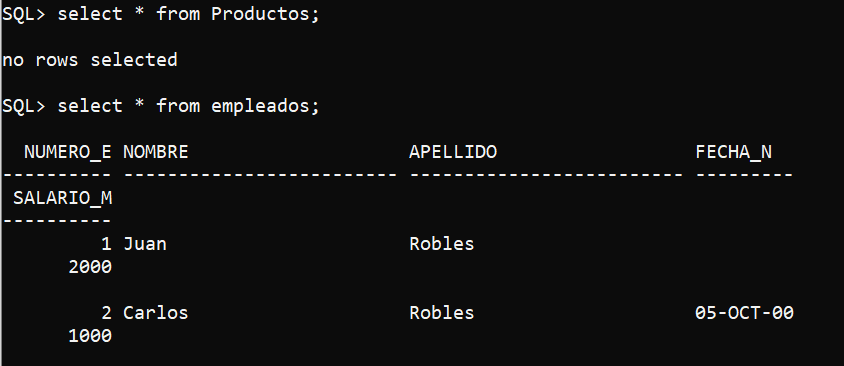 SQL> select * from Productos;
no rows selected
SQL> select * from empleados;
NUMERO_E NOMBRE APELLIDO FECHA_N
---------- ------------------------- ------------------------- ---------
SALARIO_M
----------
1 Juan Robles
2000
2 Carlos Robles 05-OCT-00
1000